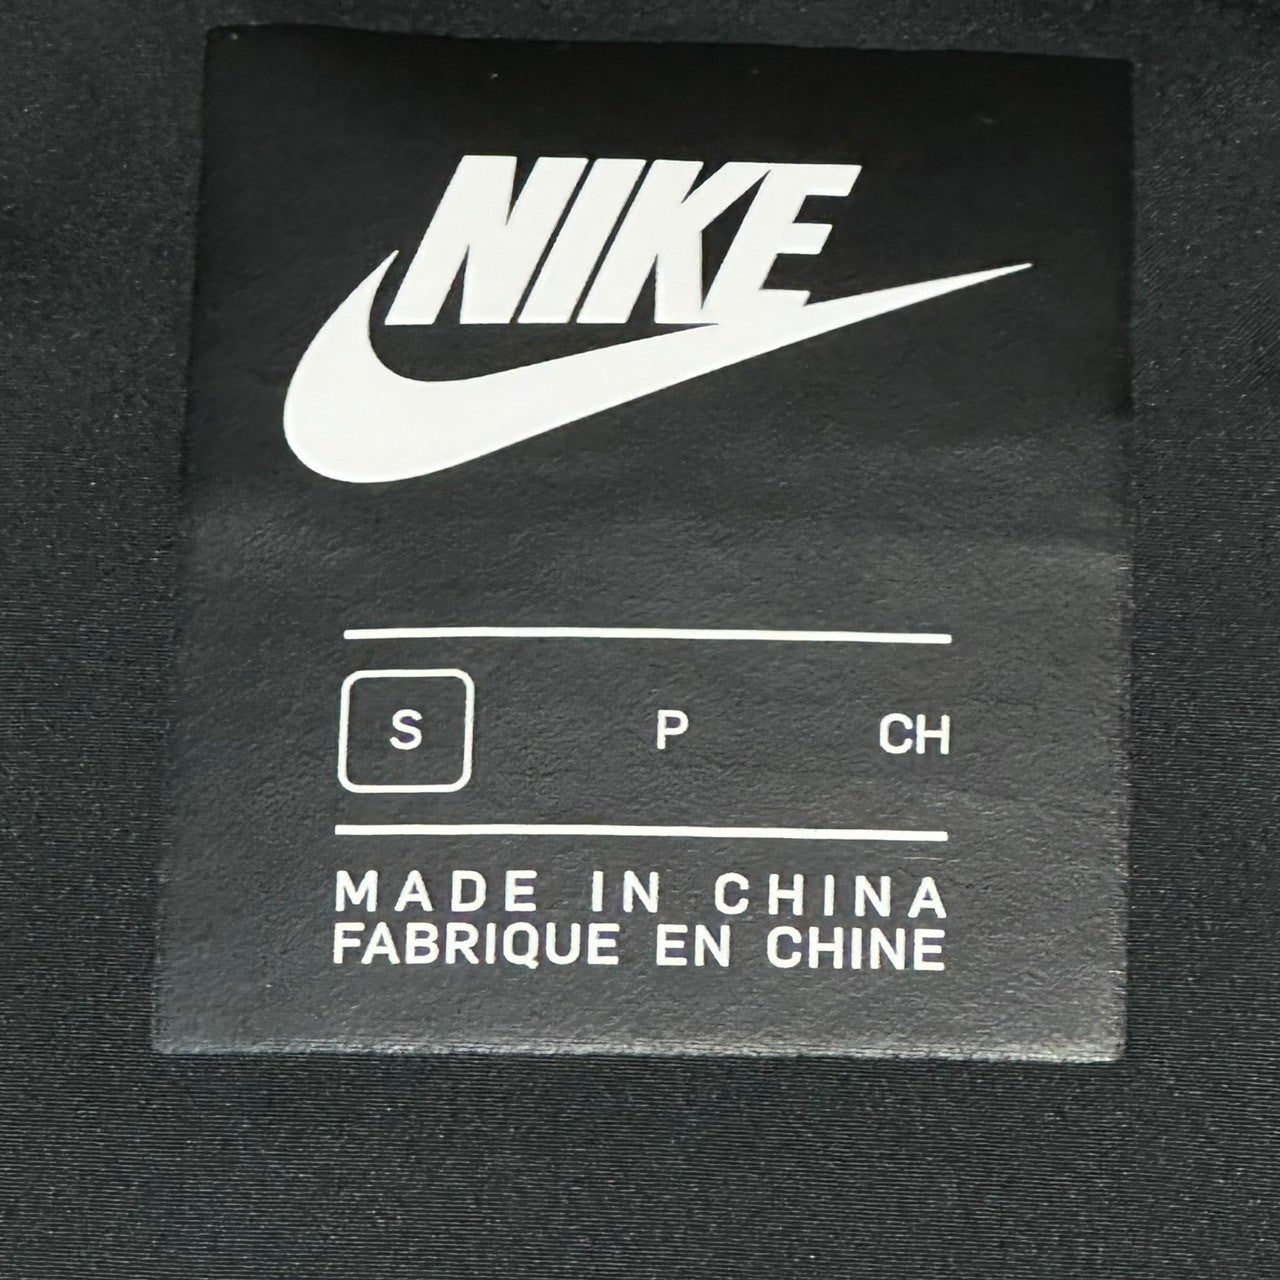 NIKE
S P CH
MADE IN CHINA
FABRIQUE EN CHINE